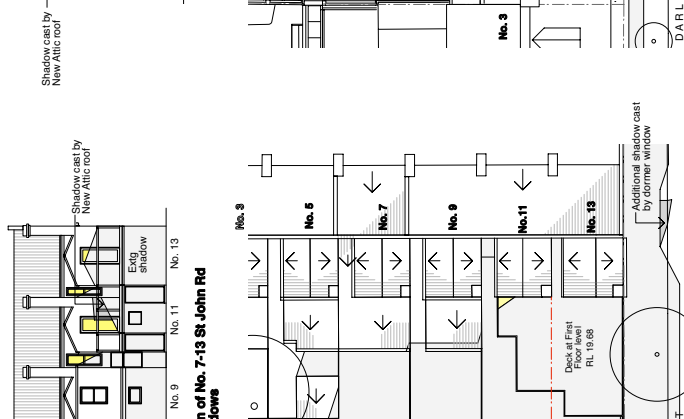 Shadow cast by
New Attic roof
Shadow cast by
New Attic roof
Extg
shadow
No. 13
No. 11
No. 9
n of No. 7-13 St John Rd
dows
No. 3
DARL
No. 3
No. 5
No. 7
No. 9
No.11
No. 13
Additional shadow cast
by dormer window
Deck at First
Floor level
RL 19.68
T